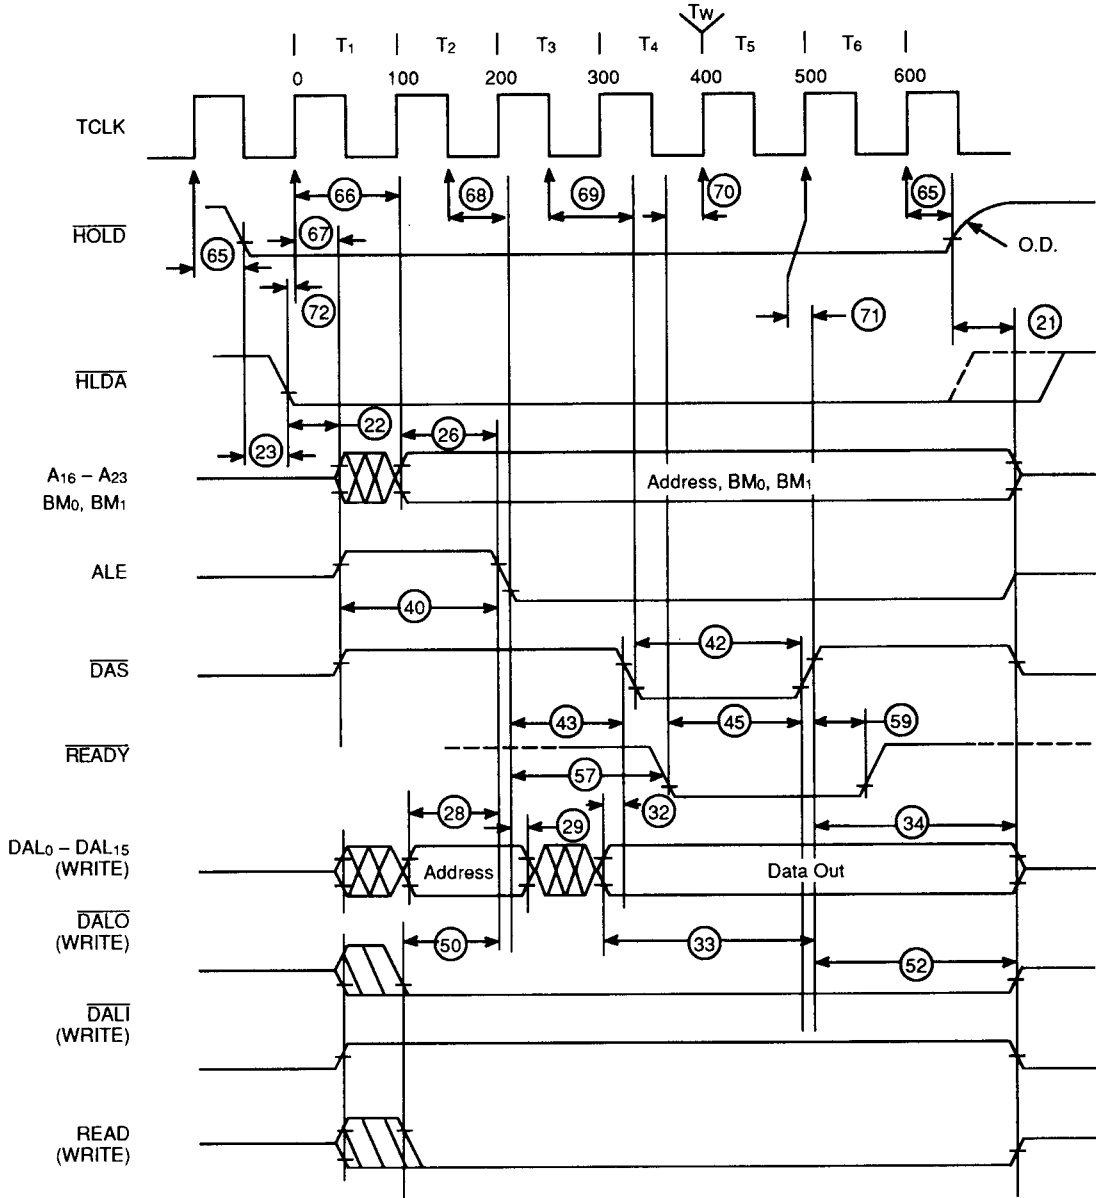 Tw
T1 T2 T3 T4 T5 T6
0 100 200 300 400 500 600
TCLK
66 68 69 70 65
HOLD
67
O.D.
65
72 71 21
HLDA
22 26
23
A16 – A23
BM0, BM1
Address, BM0, BM1
ALE
40
42
DAS
43 45 59
READY
57
28 29 32 34
DAL0 – DAL15
(WRITE)
Address
Data Out
DALO
(WRITE)
50 33
52
DALI
(WRITE)
READ
(WRITE)